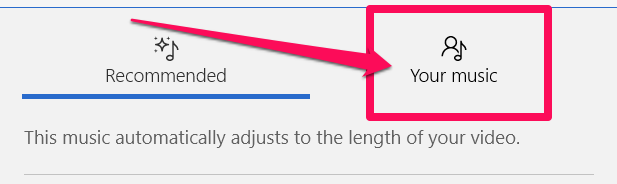 Recommended
Your music
This music automatically adjusts to the length of your video.